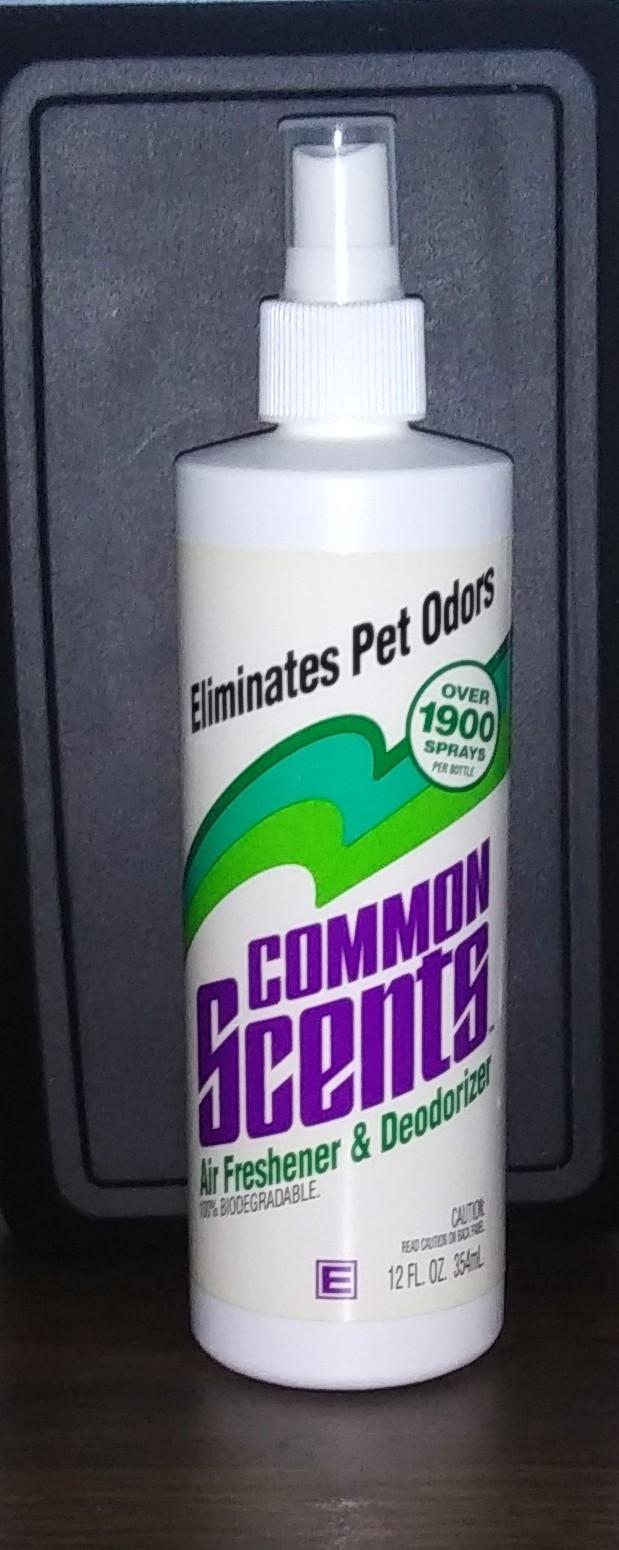 Eliminates Pet Odors
OVER
1900
SPRAYS
PER BOTTLE
COMMON
Scents
Air Freshener & Deodorizer
100% BIODEGRADABLE.
CAUTION:
READ CAUTION ON BACK PANEL.
E
12 FL. OZ. 354mL